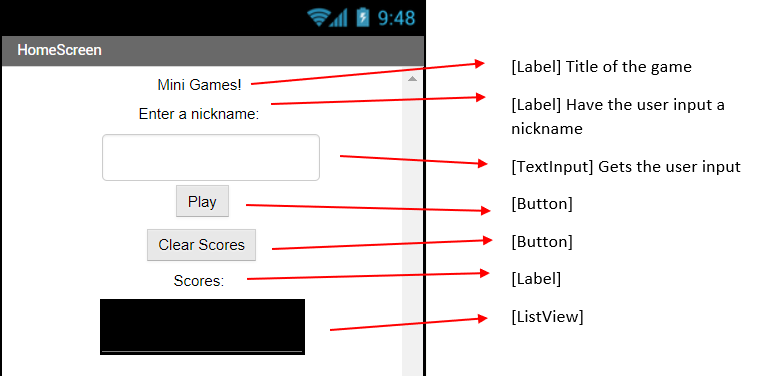 9:48
HomeScreen
Mini Games!
Enter a nickname:
Play
Clear Scores
Scores:
[Label] Title of the game
[Label] Have the user input a
nickname
[TextInput] Gets the user input
[Button]
[Button]
[Label]
[ListView]